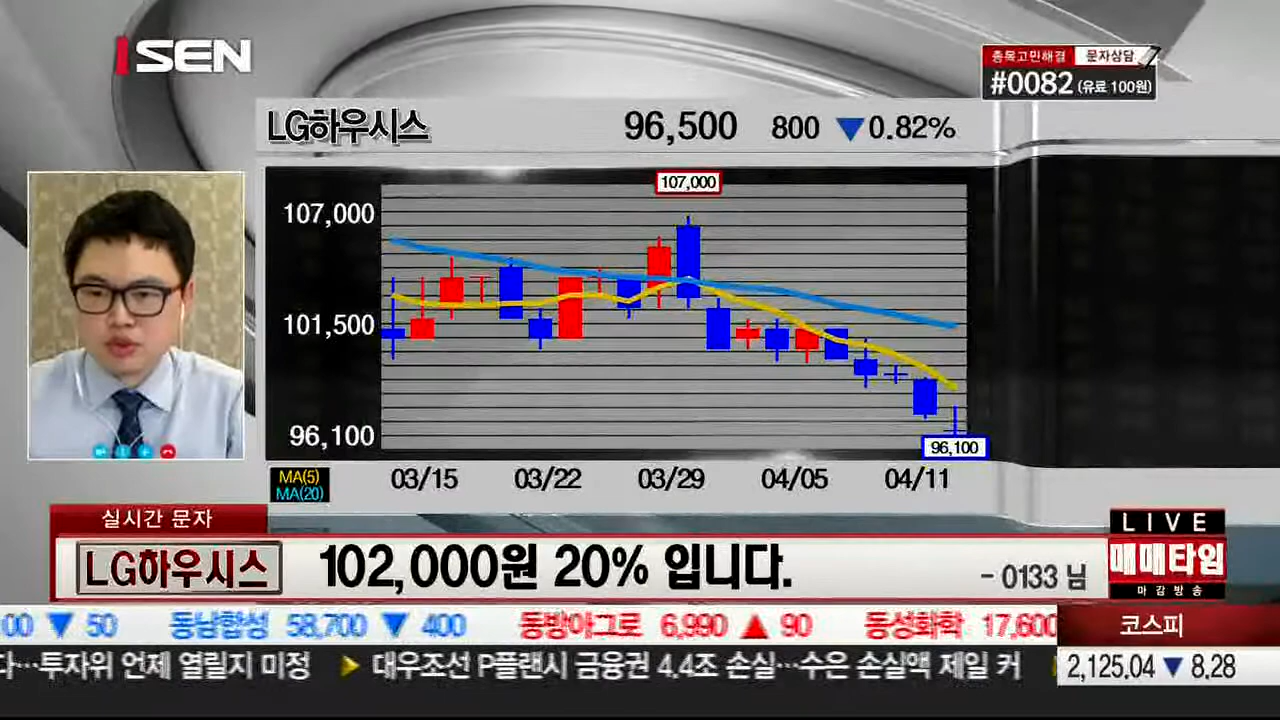 SEN
종목고민해결 문자상담
#0082 (유료 100원)
LG하우시스 96,500 800 ▼0.82%
107,000
107,000
101,500
96,100
96,100
MA(5)
MA(20)
03/15 03/22 03/29 04/05 04/11
실시간 문자
LG하우시스 102,000원 20% 입니다. - 0133 님
LIVE
매매타임
마감방송
00 ▼ 50 동남합성 58,700 ▼ 400 동방아그로 6,990 ▲ 90 동성화학 17,600
코스피
다…투자위 언제 열릴지 미정 ▶ 대우조선 P플랜시 금융권 4.4조 손실…수은 손실액 제일 커
2,125.04 ▼ 8.28